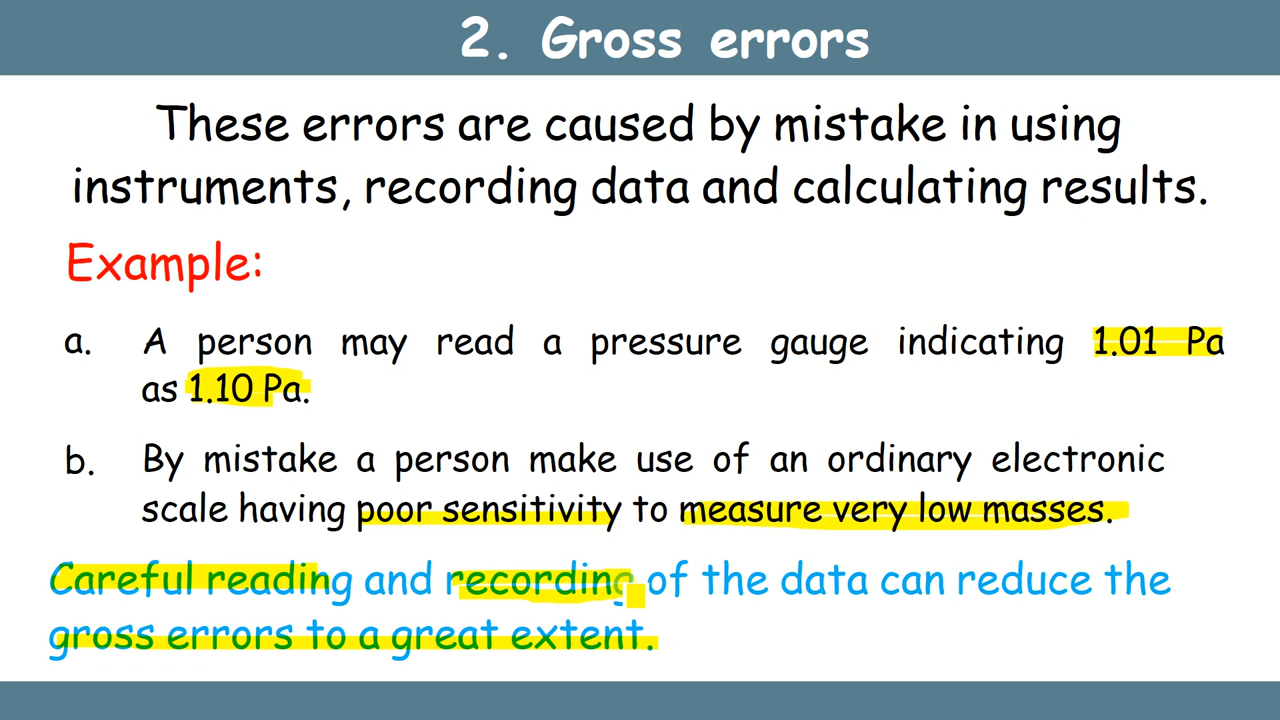 2. Gross errors
These errors are caused by mistake in using
instruments, recording data and calculating results.
Example:
a. A person may read a pressure gauge indicating 1.01 Pa
as 1.10 Pa.
b. By mistake a person make use of an ordinary electronic
scale having poor sensitivity to measure very low masses.
Careful reading and recording of the data can reduce the
gross errors to a great extent.